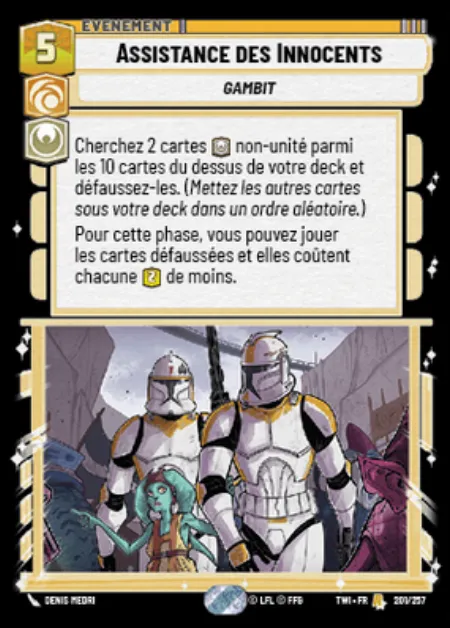 EVENEMENT
5
ASSISTANCE DES INNOCENTS
GAMBIT
Cherchez 2 cartes non-unité parmi
les 10 cartes du dessus de votre deck et
défaussez-les. (Mettez les autres cartes
sous votre deck dans un ordre aléatoire.)
Pour cette phase, vous pouvez jouer
les cartes défaussées et elles coûtent
chacune 2 de moins.
DENIS MEDRI
© LFL © FFG
TWI • FR
201/257